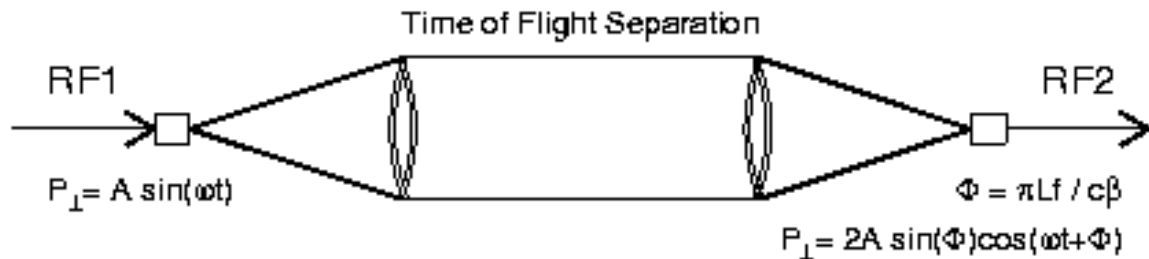 Time of Flight Separation
RF1
RF2
P⊥= A sin(ωt)
Φ = πLf / cβ
P⊥= 2A sin(Φ)cos(ωt+Φ)